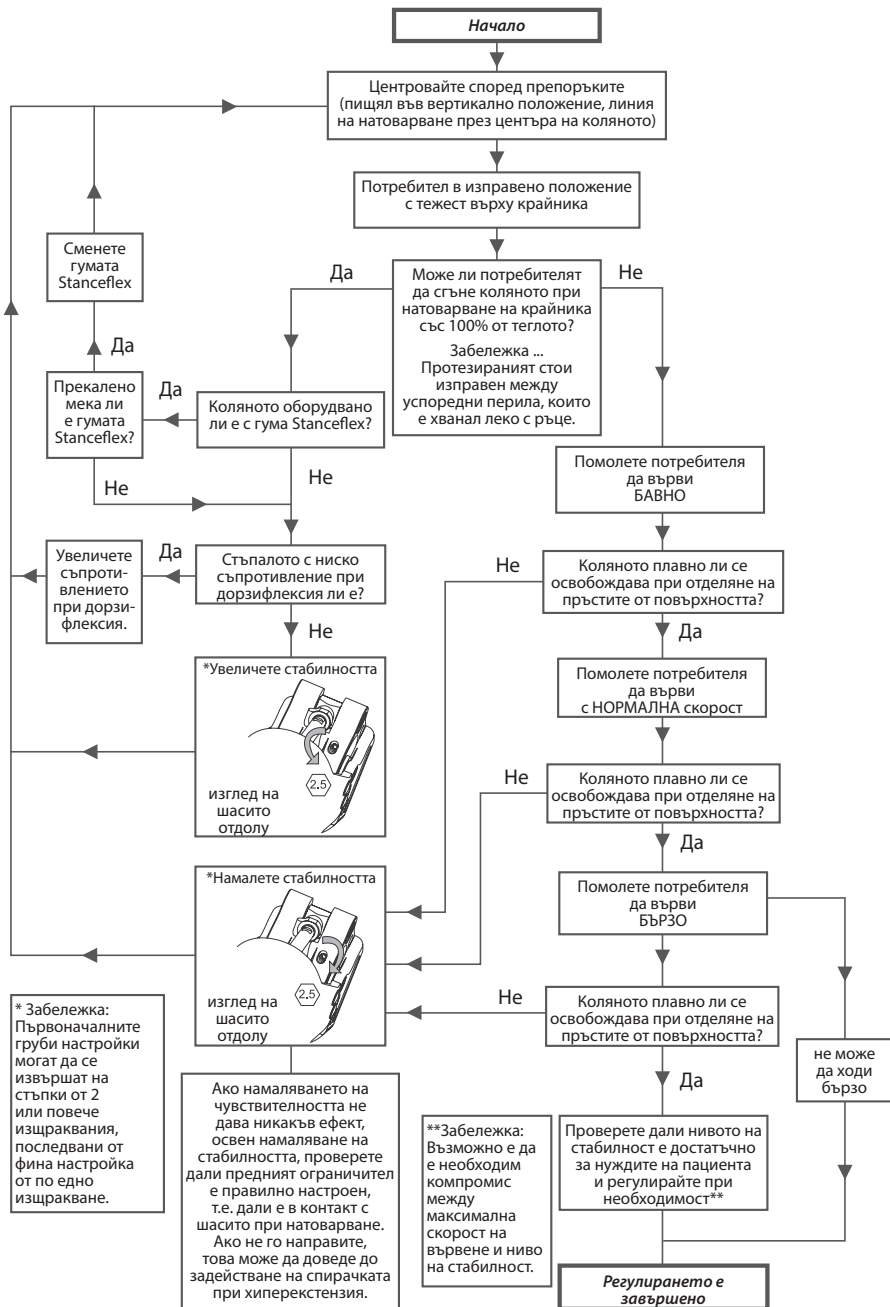 Начало
Центровайте според препоръките
(пищял във вертикално положение, линия
на натоварване през центъра на коляното)
Потребител в изправено положение
с тежест върху крайника
Сменете
гумата
Stanceflex
Да
Може ли потребителят
да сгъне коляното при
натоварване на крайника
със 100% от теглото?
Забележка ...
Протезираният стои
изправен между
успоредни перила, които
е хванал леко с ръце.
Не
Да
Прекалено
мека ли
е гумата
Stanceflex?
Да
Коляното оборудвано
ли е с гума Stanceflex?
Не
Не
Помолете потребителя
да върви
БАВНО
Увеличете
съпроти-
влението
при дорзи-
флексия.
Да
Стъпалото с ниско
съпротивление при
дорзифлексия ли е?
Не
Коляното плавно ли се
освобождава при отделяне на
пръстите от повърхността?
Не
Да
*Увеличете стабилността
2.5
изглед на
шасито
отдолу
Помолете потребителя
да върви
с НОРМАЛНА скорост
Не
Коляното плавно ли се
освобождава при отделяне на
пръстите от повърхността?
Да
*Намалете стабилността
2.5
изглед на
шасито
отдолу
Помолете потребителя
да върви
БЪРЗО
Не
Коляното плавно ли се
освобождава при отделяне на
пръстите от повърхността?
не може
да ходи
бързо
Да
* Забележка:
Първоначалните
груби настройки
могат да се
извършат на
стъпки от 2
или повече
изщраквания,
последвани от
фина настройка
от по едно
изщракване.
Ако намаляването на
чувствителността не
дава никакъв ефект,
освен намаляване на
стабилността, проверете
дали предният ограничител
е правилно настроен,
т.е. дали е в контакт с
шасито при натоварване.
Ако не го направите,
това може да доведе до
задействане на спирачката
при хиперекстензия.
**Забележка:
Възможно е да
е необходим
компромис
между
максимална
скорост на
вървене и ниво
на стабилност.
Проверете дали нивото на
стабилност е достатъчно
за нуждите на пациента
и регулирайте при
необходимост**
Регулирането е
завършено